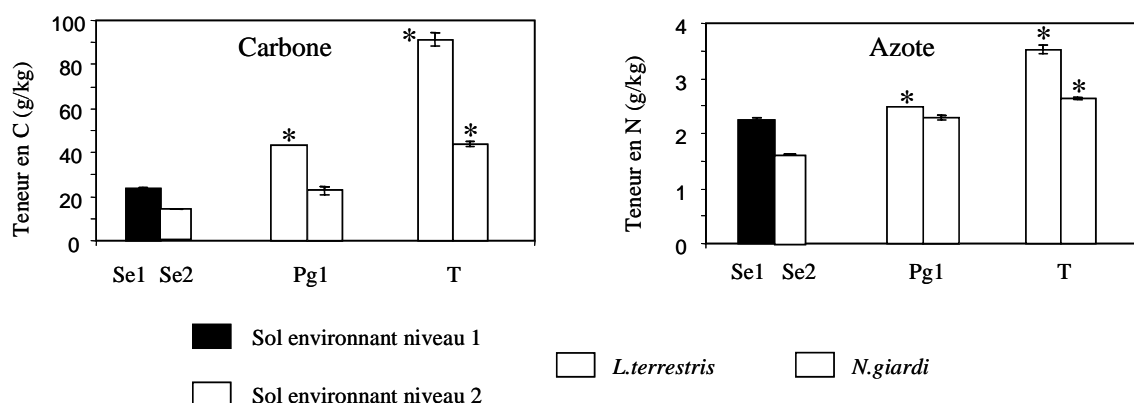 Carbone
Teneur en C (g/kg)
100
80
60
40
20
0
*
*
*
Se1 Se2 Pg1 T
Azote
Teneur en N (g/kg)
4
3
2
1
0
*
*
*
Se1 Se2 Pg1 T
Sol environnant niveau 1
Sol environnant niveau 2
L.terrestris N.giardi